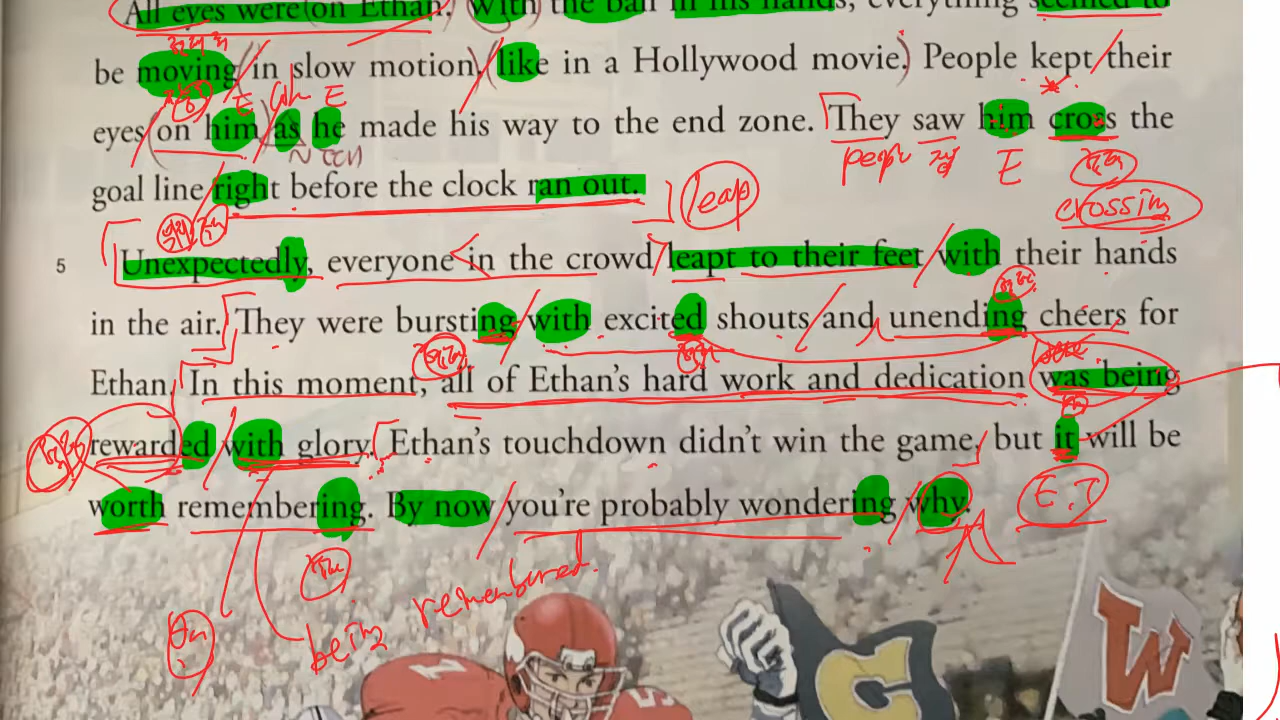 All eyes were on Ethan. With the ball in his hands, everything seemed to
be moving in slow motion, like in a Hollywood movie. People kept their
eyes on him as he made his way to the end zone. They saw him cross the
people
E
goal line right before the clock ran out.
leap
crossing
5 Unexpectedly, everyone in the crowd leapt to their feet with their hands
in the air. They were bursting with excited shouts and unending cheers for
Ethan. In this moment, all of Ethan's hard work and dedication was being
rewarded with glory. Ethan's touchdown didn't win the game, but it will be
worth remembering. By now you're probably wondering why.
E.T
being remembered.
1
5
C
W